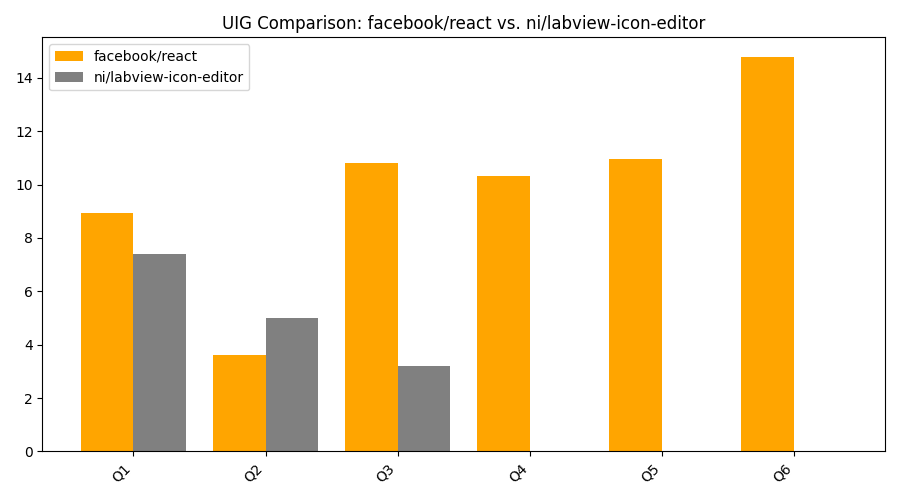 UIG Comparison: facebook/react vs. ni/labview-icon-editor
facebook/react
ni/labview-icon-editor
14
12
10
8
6
4
2
0
Q1 Q2 Q3 Q4 Q5 Q6